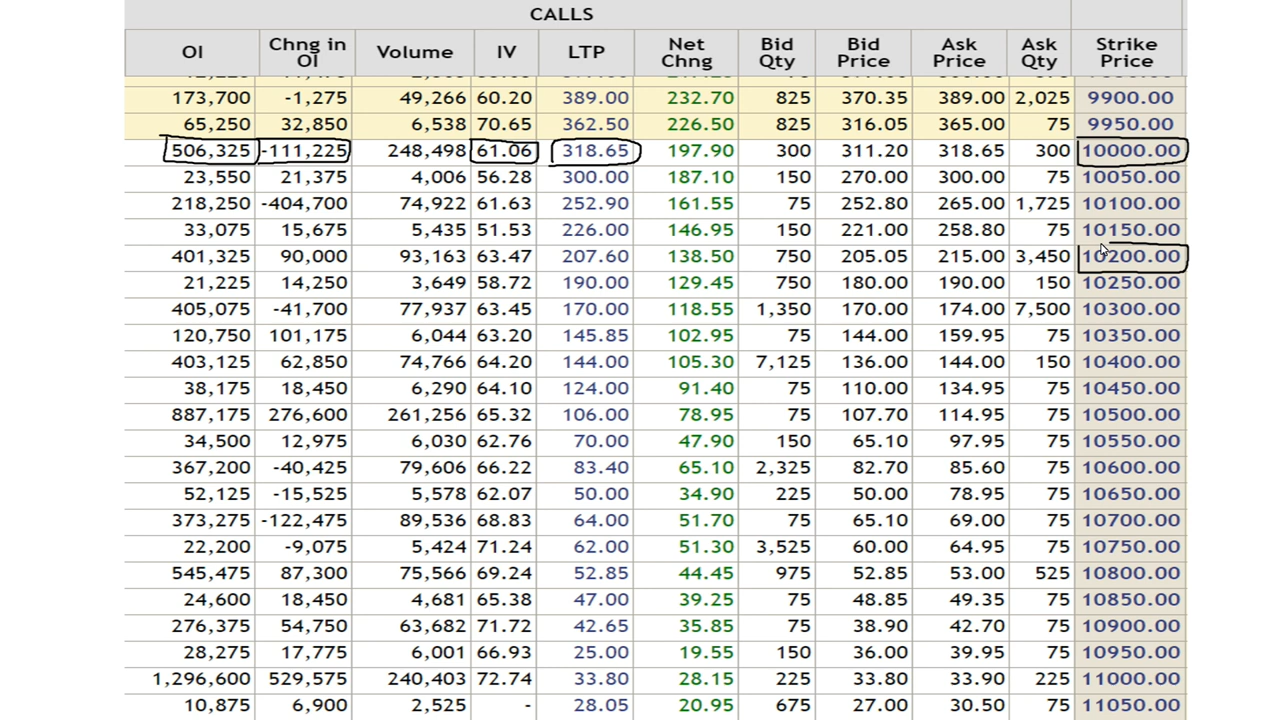 CALLS
OI Chng in OI Volume IV LTP Net Chng Bid Qty Bid Price Ask Price Ask Qty Strike Price
173,700 -1,275 49,266 60.20 389.00 232.70 825 370.35 389.00 2,025 9900.00
65,250 32,850 6,538 70.65 362.50 226.50 825 316.05 365.00 75 9950.00
506,325 -111,225 248,498 61.06 318.65 197.90 300 311.20 318.65 300 10000.00
23,550 21,375 4,006 56.28 300.00 187.10 150 270.00 300.00 75 10050.00
218,250 -404,700 74,922 61.63 252.90 161.55 75 252.80 265.00 1,725 10100.00
33,075 15,675 5,435 51.53 226.00 146.95 150 221.00 258.80 75 10150.00
401,325 90,000 93,163 63.47 207.60 138.50 750 205.05 215.00 3,450 10200.00
21,225 14,250 3,649 58.72 190.00 129.45 750 180.00 190.00 150 10250.00
405,075 -41,700 77,937 63.45 170.00 118.55 1,350 170.00 174.00 7,500 10300.00
120,750 101,175 6,044 63.20 145.85 102.95 75 144.00 159.95 75 10350.00
403,125 62,850 74,766 64.20 144.00 105.30 7,125 136.00 144.00 150 10400.00
38,175 18,450 6,290 64.10 124.00 91.40 75 110.00 134.95 75 10450.00
887,175 276,600 261,256 65.32 106.00 78.95 75 107.70 114.95 75 10500.00
34,500 12,975 6,030 62.76 70.00 47.90 150 65.10 97.95 75 10550.00
367,200 -40,425 79,606 66.22 83.40 65.10 2,325 82.70 85.60 75 10600.00
52,125 -15,525 5,578 62.07 50.00 34.90 225 50.00 78.95 75 10650.00
373,275 -122,475 89,536 68.83 64.00 51.70 75 65.10 69.00 75 10700.00
22,200 -9,075 5,424 71.24 62.00 51.30 3,525 60.00 64.95 75 10750.00
545,475 87,300 75,566 69.24 52.85 44.45 975 52.85 53.00 525 10800.00
24,600 18,450 4,681 65.38 47.00 39.25 75 48.85 49.35 75 10850.00
276,375 54,750 63,682 71.72 42.65 35.85 75 38.90 42.70 75 10900.00
28,275 17,775 6,001 66.93 25.00 19.55 150 36.00 39.95 75 10950.00
1,296,600 529,575 240,403 72.74 33.80 28.15 225 33.80 33.90 225 11000.00
10,875 6,900 2,525 - 28.05 20.95 675 27.00 30.50 75 11050.00